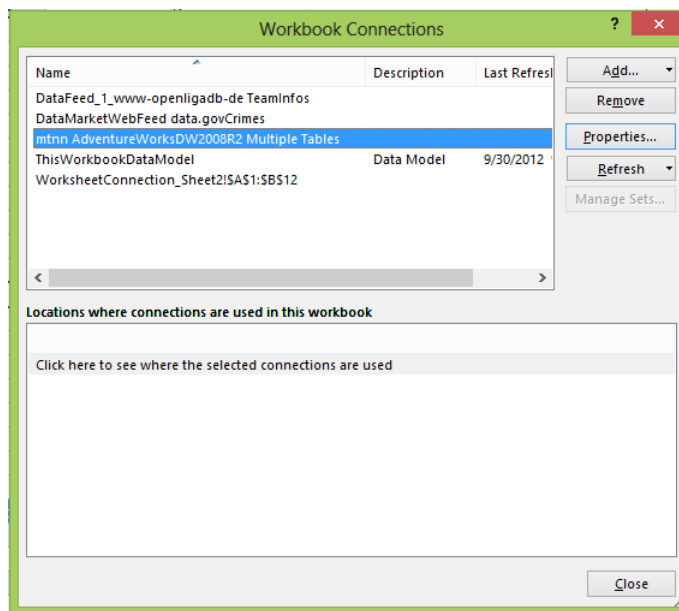 Workbook Connections
?
Name Description Last Refresh
Add...
DataFeed_1_www-openligadb-de TeamInfos
DataMarketWebFeed data.govCrimes
Remove
mtnn AdventureWorksDW2008R2 Multiple Tables
Properties...
ThisWorkbookDataModel Data Model 9/30/2012
WorksheetConnection_Sheet2!$A$1:$B$12
Refresh
Manage Sets...
Locations where connections are used in this workbook
Click here to see where the selected connections are used
Close